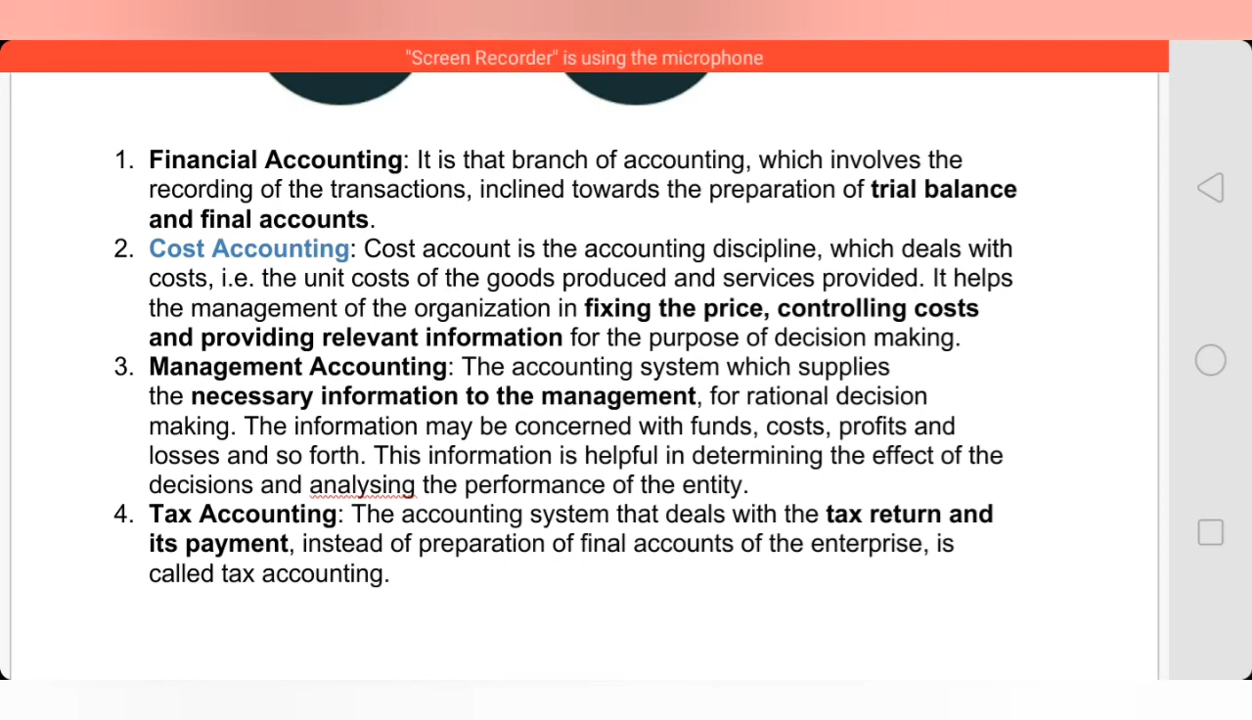 "Screen Recorder" is using the microphone
1. Financial Accounting: It is that branch of accounting, which involves the
recording of the transactions, inclined towards the preparation of trial balance
and final accounts.
2. Cost Accounting: Cost account is the accounting discipline, which deals with
costs, i.e. the unit costs of the goods produced and services provided. It helps
the management of the organization in fixing the price, controlling costs
and providing relevant information for the purpose of decision making.
3. Management Accounting: The accounting system which supplies
the necessary information to the management, for rational decision
making. The information may be concerned with funds, costs, profits and
losses and so forth. This information is helpful in determining the effect of the
decisions and analysing the performance of the entity.
4. Tax Accounting: The accounting system that deals with the tax return and
its payment, instead of preparation of final accounts of the enterprise, is
called tax accounting.